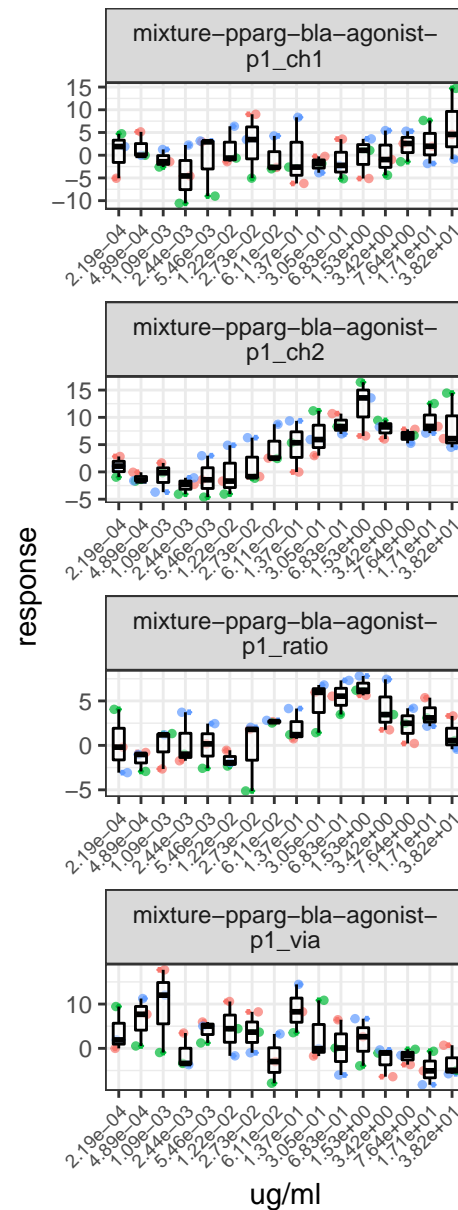 mixture−pparg−bla−agonist−
p1_ch1
15
10
5
0
−5
−10
2.19e−04
4.89e−04
1.09e−03
2.44e−03
5.46e−03
1.22e−02
2.73e−02
6.11e−02
1.37e−01
3.05e−01
6.83e−01
1.53e+00
3.42e+00
7.64e+00
1.71e+01
3.82e+01
mixture−pparg−bla−agonist−
p1_ch2
15
10
5
0
−5
2.19e−04
4.89e−04
1.09e−03
2.44e−03
5.46e−03
1.22e−02
2.73e−02
6.11e−02
1.37e−01
3.05e−01
6.83e−01
1.53e+00
3.42e+00
7.64e+00
1.71e+01
3.82e+01
response
mixture−pparg−bla−agonist−
p1_ratio
5
0
−5
2.19e−04
4.89e−04
1.09e−03
2.44e−03
5.46e−03
1.22e−02
2.73e−02
6.11e−02
1.37e−01
3.05e−01
6.83e−01
1.53e+00
3.42e+00
7.64e+00
1.71e+01
3.82e+01
mixture−pparg−bla−agonist−
p1_via
10
0
2.19e−04
4.89e−04
1.09e−03
2.44e−03
5.46e−03
1.22e−02
2.73e−02
6.11e−02
1.37e−01
3.05e−01
6.83e−01
1.53e+00
3.42e+00
7.64e+00
1.71e+01
3.82e+01
ug/ml